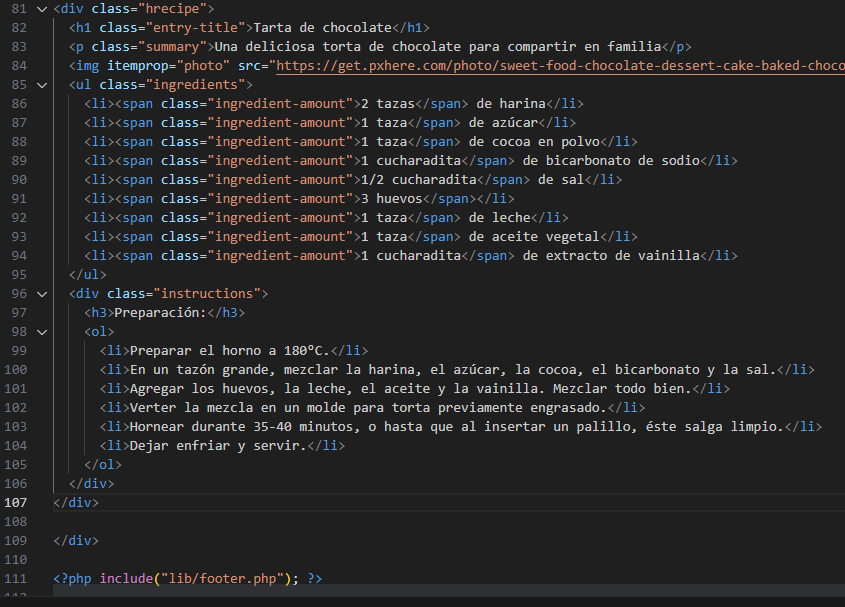 81 <div class="hrecipe">
82 <h1 class="entry-title">Tarta de chocolate</h1>
83 <p class="summary">Una deliciosa torta de chocolate para compartir en familia</p>
84 <img itemprop="photo" src="https://get.pxhere.com/photo/sweet-food-chocolate-dessert-cake-baked-choco
85 <ul class="ingredients">
86 <li><span class="ingredient-amount">2 tazas</span> de harina</li>
87 <li><span class="ingredient-amount">1 taza</span> de azúcar</li>
88 <li><span class="ingredient-amount">1 taza</span> de cocoa en polvo</li>
89 <li><span class="ingredient-amount">1 cucharadita</span> de bicarbonato de sodio</li>
90 <li><span class="ingredient-amount">1/2 cucharadita</span> de sal</li>
91 <li><span class="ingredient-amount">3 huevos</span></li>
92 <li><span class="ingredient-amount">1 taza</span> de leche</li>
93 <li><span class="ingredient-amount">1 taza</span> de aceite vegetal</li>
94 <li><span class="ingredient-amount">1 cucharadita</span> de extracto de vainilla</li>
95 </ul>
96 <div class="instructions">
97 <h3>Preparación:</h3>
98 <ol>
99 <li>Preparar el horno a 180°C.</li>
100 <li>En un tazón grande, mezclar la harina, el azúcar, la cocoa, el bicarbonato y la sal.</li>
101 <li>Agregar los huevos, la leche, el aceite y la vainilla. Mezclar todo bien.</li>
102 <li>Verter la mezcla en un molde para torta previamente engrasado.</li>
103 <li>Hornear durante 35-40 minutos, o hasta que al insertar un palillo, éste salga limpio.</li>
104 <li>Dejar enfriar y servir.</li>
105 </ol>
106 </div>
107 </div>
108
109 </div>
110
111 <?php include("lib/footer.php"); ?>